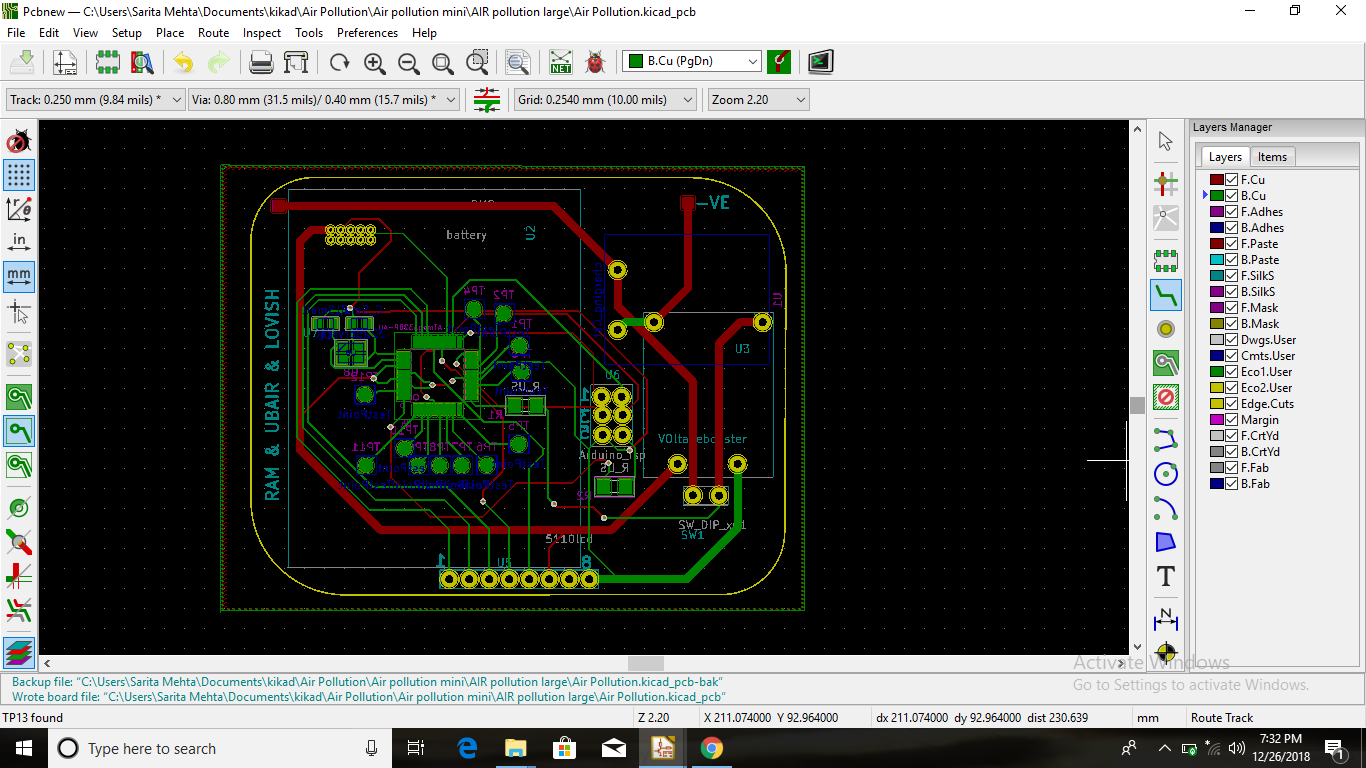 Pcbnew — C:\Users\Sarita Mehta\Documents\kikad\Air Pollution\Air pollution mini\AIR pollution large\Air Pollution.kicad_pcb
File Edit View Setup Place Route Inspect Tools Preferences Help
NET
B.Cu (PgDn)
Track: 0.250 mm (9.84 mils) *
Via: 0.80 mm (31.5 mils)/ 0.40 mm (15.7 mils) *
Grid: 0.2540 mm (10.00 mils)
Zoom 2.20
in
mm
Layers Manager
Layers Items
F.Cu
B.Cu
F.Adhes
B.Adhes
F.Paste
B.Paste
F.SilkS
B.SilkS
F.Mask
B.Mask
Dwgs.User
Cmts.User
Eco1.User
Eco2.User
Edge.Cuts
Margin
F.CrtYd
B.CrtYd
F.Fab
B.Fab
-VE
battery
U2
U1
TP4
TP2
TP1
U3
RAM & UBAIR & LOVISH
U6
R_US
R1
VOltagebooster
Arduino_Isp
R_US
R2
TP11
SW_DIP_x01
SW1
5110lcd
U5
1
8
T
N
Activate Windows
Go to Settings to activate Windows.
Backup file: "C:\Users\Sarita Mehta\Documents\kikad\Air Pollution\Air pollution mini\AIR pollution large\Air Pollution.kicad_pcb-bak"
Wrote board file: "C:\Users\Sarita Mehta\Documents\kikad\Air Pollution\Air pollution mini\AIR pollution large\Air Pollution.kicad_pcb"
TP13 found
Z 2.20
X 211.074000 Y 92.964000
dx 211.074000 dy 92.964000 dist 230.639
mm
Route Track
Type here to search
7:32 PM
12/26/2018
1